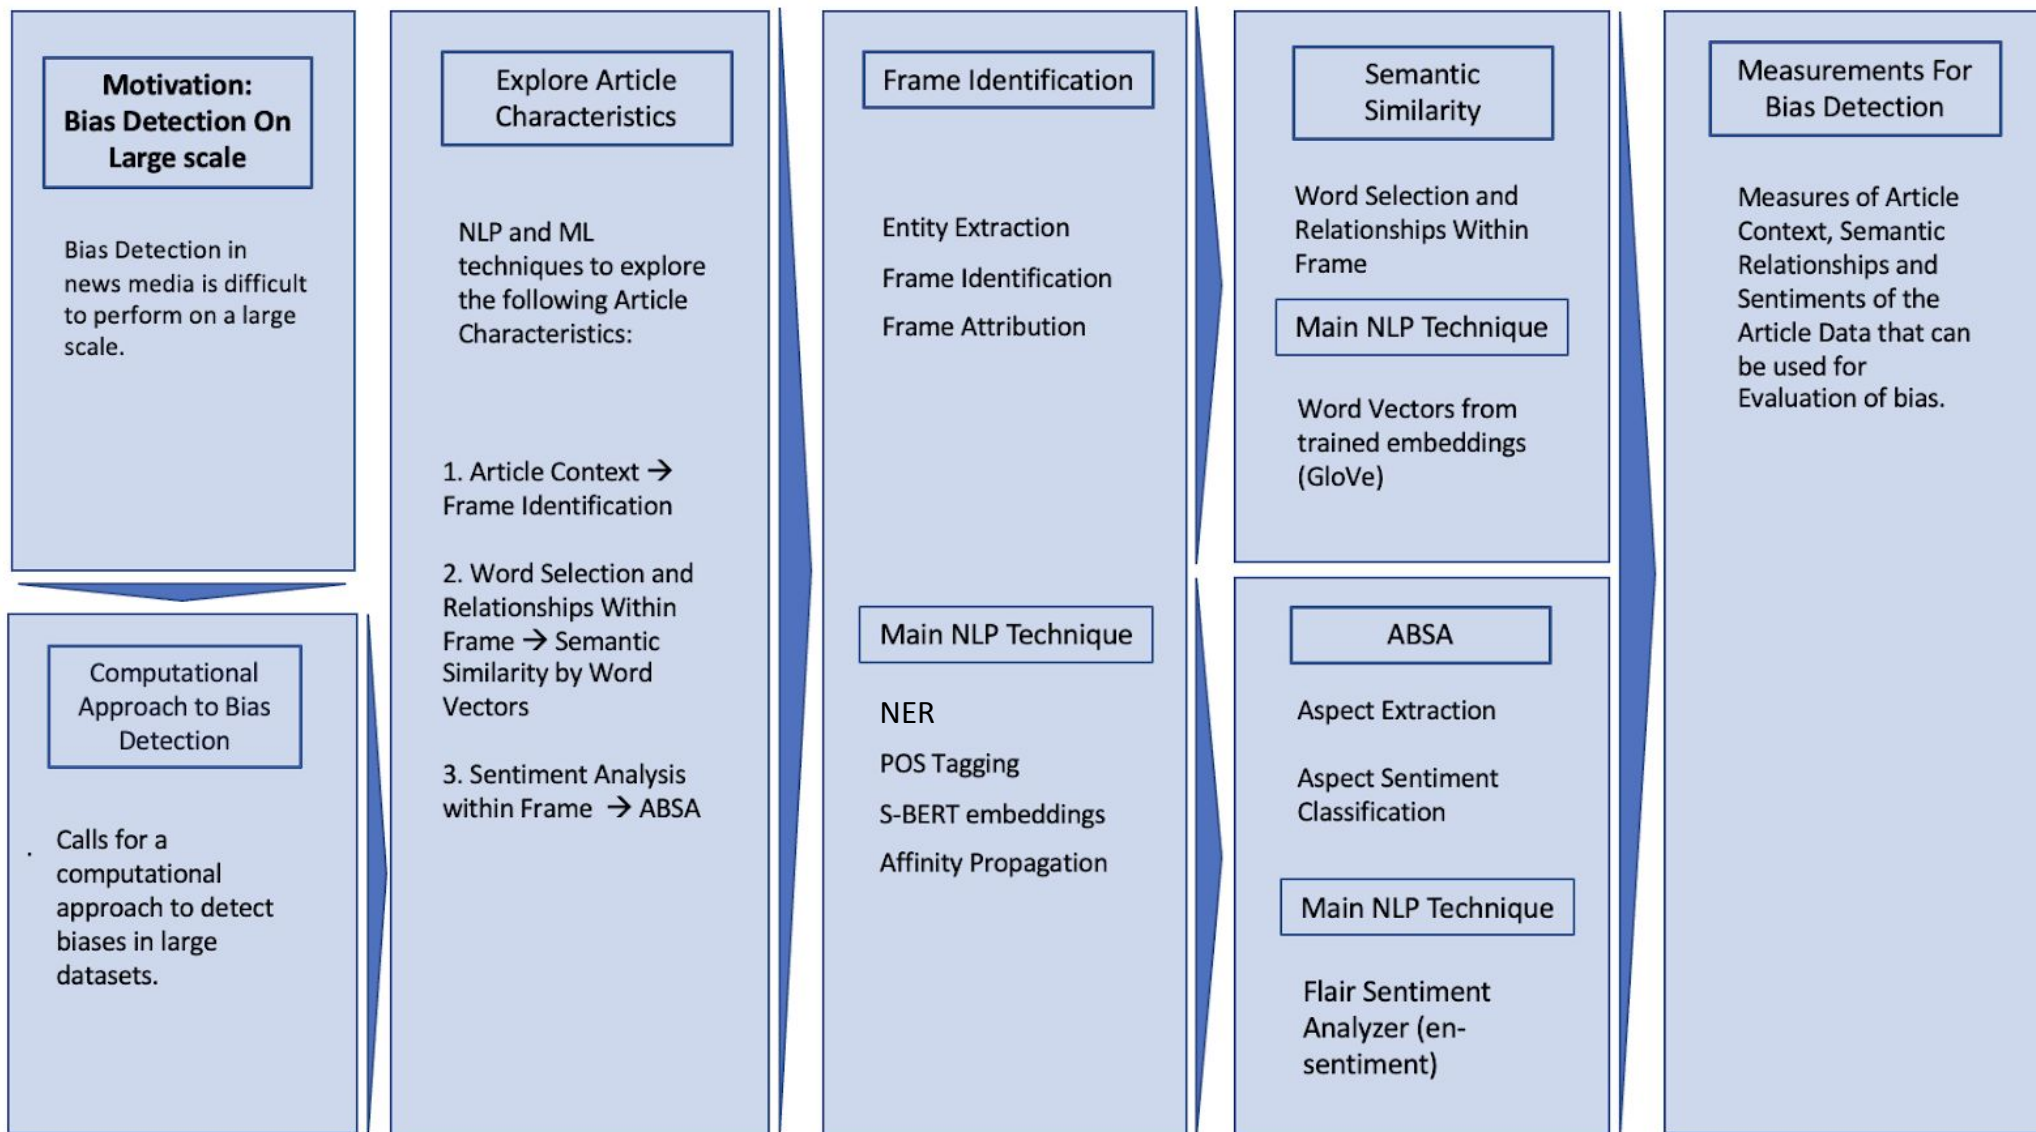 Motivation:
Bias Detection On
Large scale
Bias Detection in
news media is difficult
to perform on a large
scale.
Computational
Approach to Bias
Detection
. Calls for a
computational
approach to detect
biases in large
datasets.
Explore Article
Characteristics
NLP and ML
techniques to explore
the following Article
Characteristics:
1. Article Context →
Frame Identification
2. Word Selection and
Relationships Within
Frame → Semantic
Similarity by Word
Vectors
3. Sentiment Analysis
within Frame → ABSA
Frame Identification
Entity Extraction
Frame Identification
Frame Attribution
Main NLP Technique
NER
POS Tagging
S-BERT embeddings
Affinity Propagation
Semantic
Similarity
Word Selection and
Relationships Within
Frame
Main NLP Technique
Word Vectors from
trained embeddings
(GloVe)
ABSA
Aspect Extraction
Aspect Sentiment
Classification
Main NLP Technique
Flair Sentiment
Analyzer (en-
sentiment)
Measurements For
Bias Detection
Measures of Article
Context, Semantic
Relationships and
Sentiments of the
Article Data that can
be used for
Evaluation of bias.